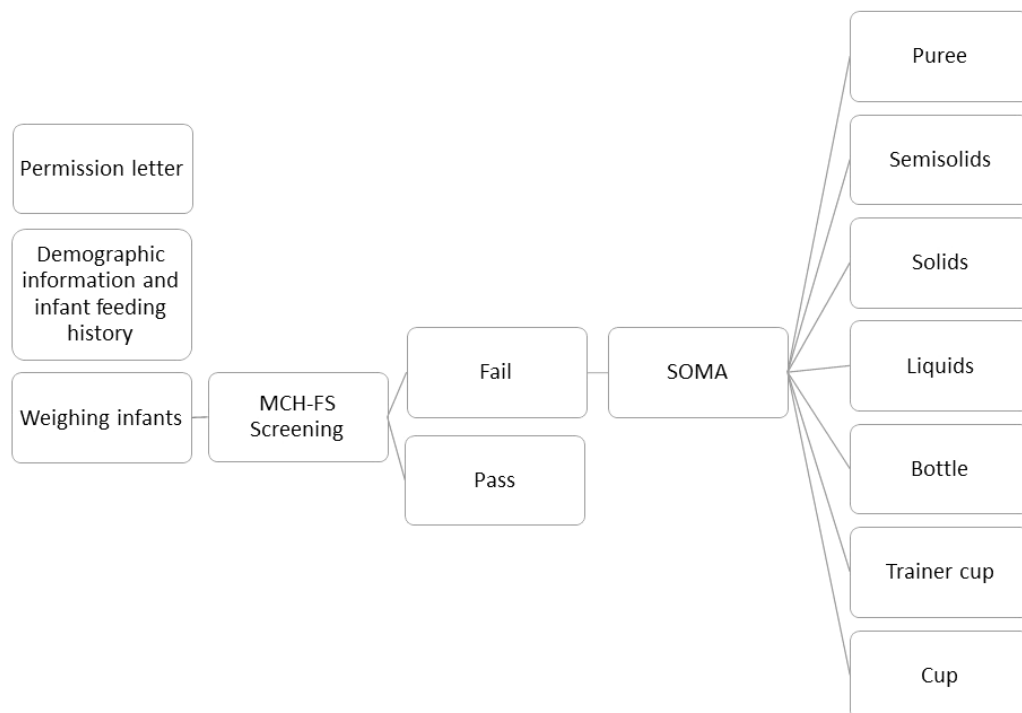 Permission letter
Demographic
information and
infant feeding
history
Weighing infants
MCH-FS
Screening
Fail
Pass
SOMA
Puree
Semisolids
Solids
Liquids
Bottle
Trainer cup
Cup